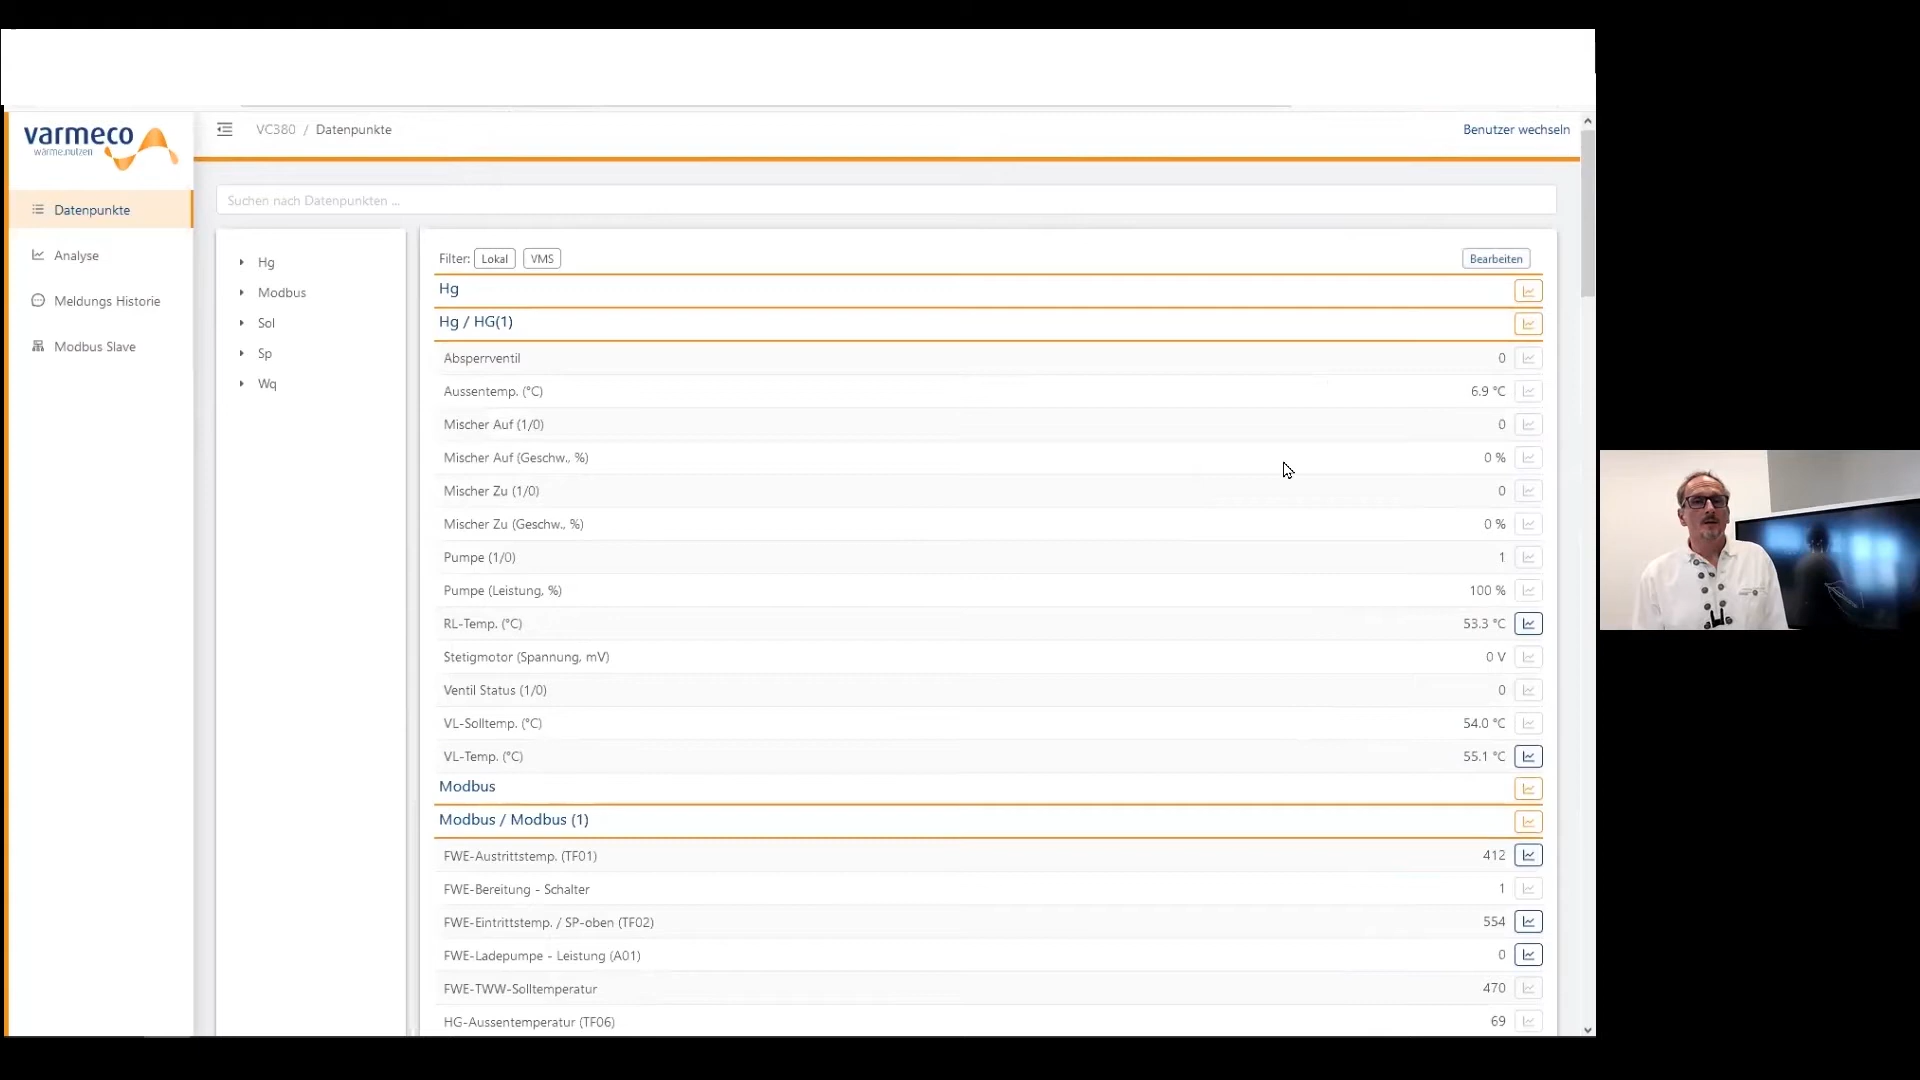 varmeco
wärme.nutzen
VC380 / Datenpunkte
Benutzer wechseln
Datenpunkte
Analyse
Meldungs Historie
Modbus Slave
Suchen nach Datenpunkten ...
Hg
Modbus
Sol
Sp
Wq
Filter: Lokal VMS
Bearbeiten
Hg
Hg / HG(1)
Absperrventil 0
Aussentemp. (°C) 6.9 °C
Mischer Auf (1/0) 0
Mischer Auf (Geschw., %) 0 %
Mischer Zu (1/0) 0
Mischer Zu (Geschw., %) 0 %
Pumpe (1/0) 1
Pumpe (Leistung, %) 100 %
RL-Temp. (°C) 53.3 °C
Stetigmotor (Spannung, mV) 0 V
Ventil Status (1/0) 0
VL-Solltemp. (°C) 54.0 °C
VL-Temp. (°C) 55.1 °C
Modbus
Modbus / Modbus (1)
FWE-Austrittstemp. (TF01) 412
FWE-Bereitung - Schalter 1
FWE-Eintrittstemp. / SP-oben (TF02) 554
FWE-Ladepumpe - Leistung (A01) 0
FWE-TWW-Solltemperatur 470
HG-Aussentemperatur (TF06) 69